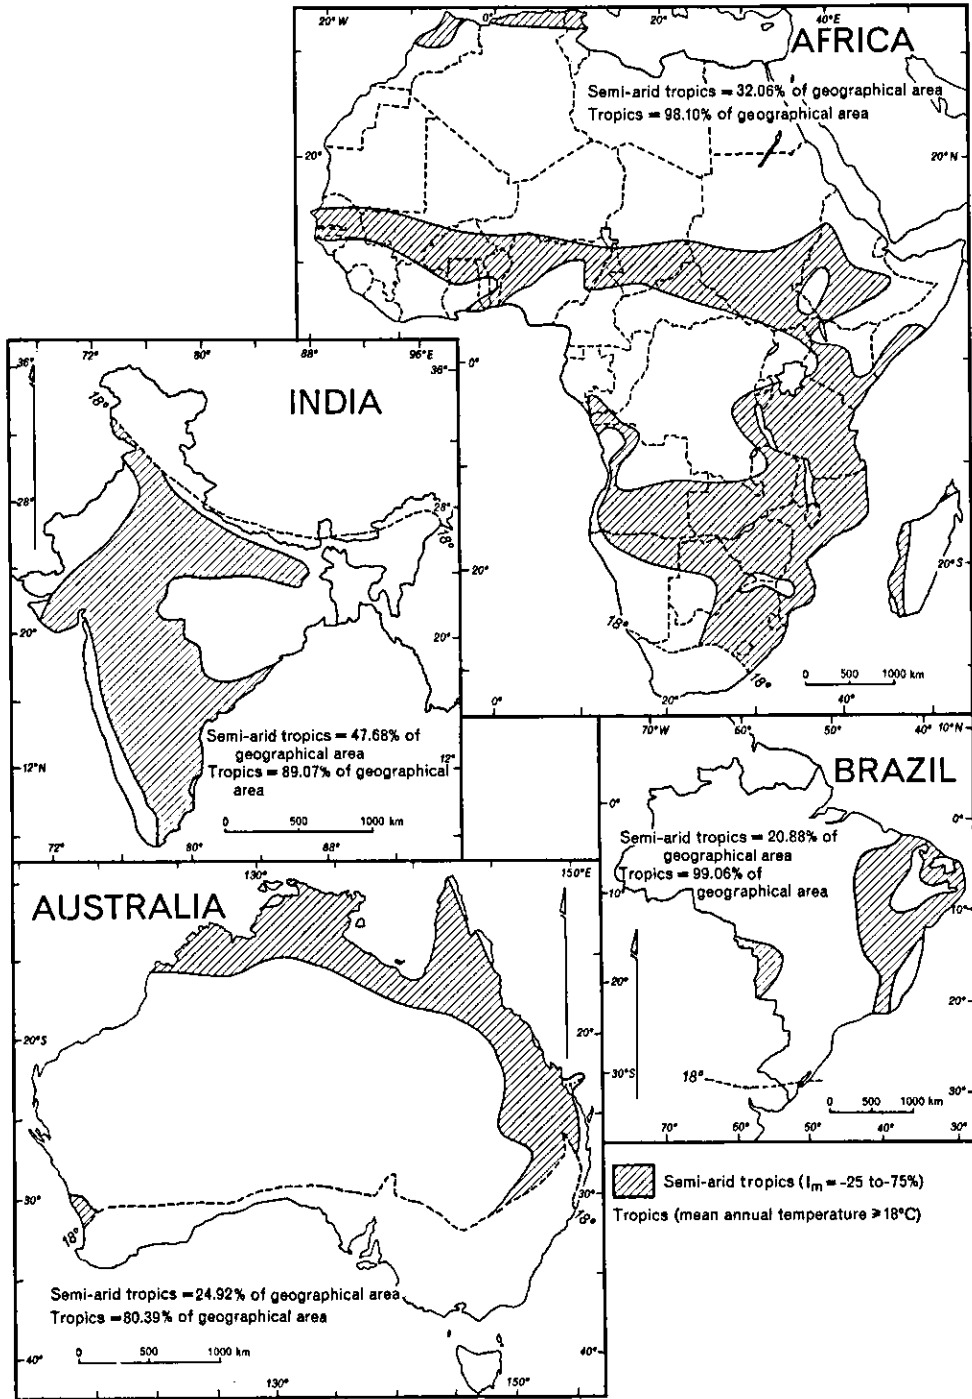 20° W
0°
20°
40°E
AFRICA
Semi-arid tropics = 32.06% of geographical area
Tropics = 98.10% of geographical area
20°
20° N
0°
20° S
18°
18°
0 500 1000 km
0°
20°
40°
36°
72°
80°
88°
96°E
36°
18°
INDIA
28°
28°
18°
20°
20°
20°
12°N
12°
Semi-arid tropics = 47.68% of
geographical area
Tropics = 89.07% of geographical
area
0 500 1000 km
72°
80°
88°
70°W
60°
50°
40°
10°N
BRAZIL
0°
0°
Semi-arid tropics = 20.88% of
geographical area
Tropics = 99.06% of
geographical area
10°
10°
20°
20°
30°S
18°
30°
0 500 1000 km
70°
60°
50°
40°
30°
130°
150°E
AUSTRALIA
20°S
20°
30°
30°
18°
18°
Semi-arid tropics = 24.92% of geographical area
Tropics = 80.39% of geographical area
0 500 1000 km
40°
40°
130°
150°
Semi-arid tropics (Im = -25 to-75%)
Tropics (mean annual temperature ≥ 18°C)